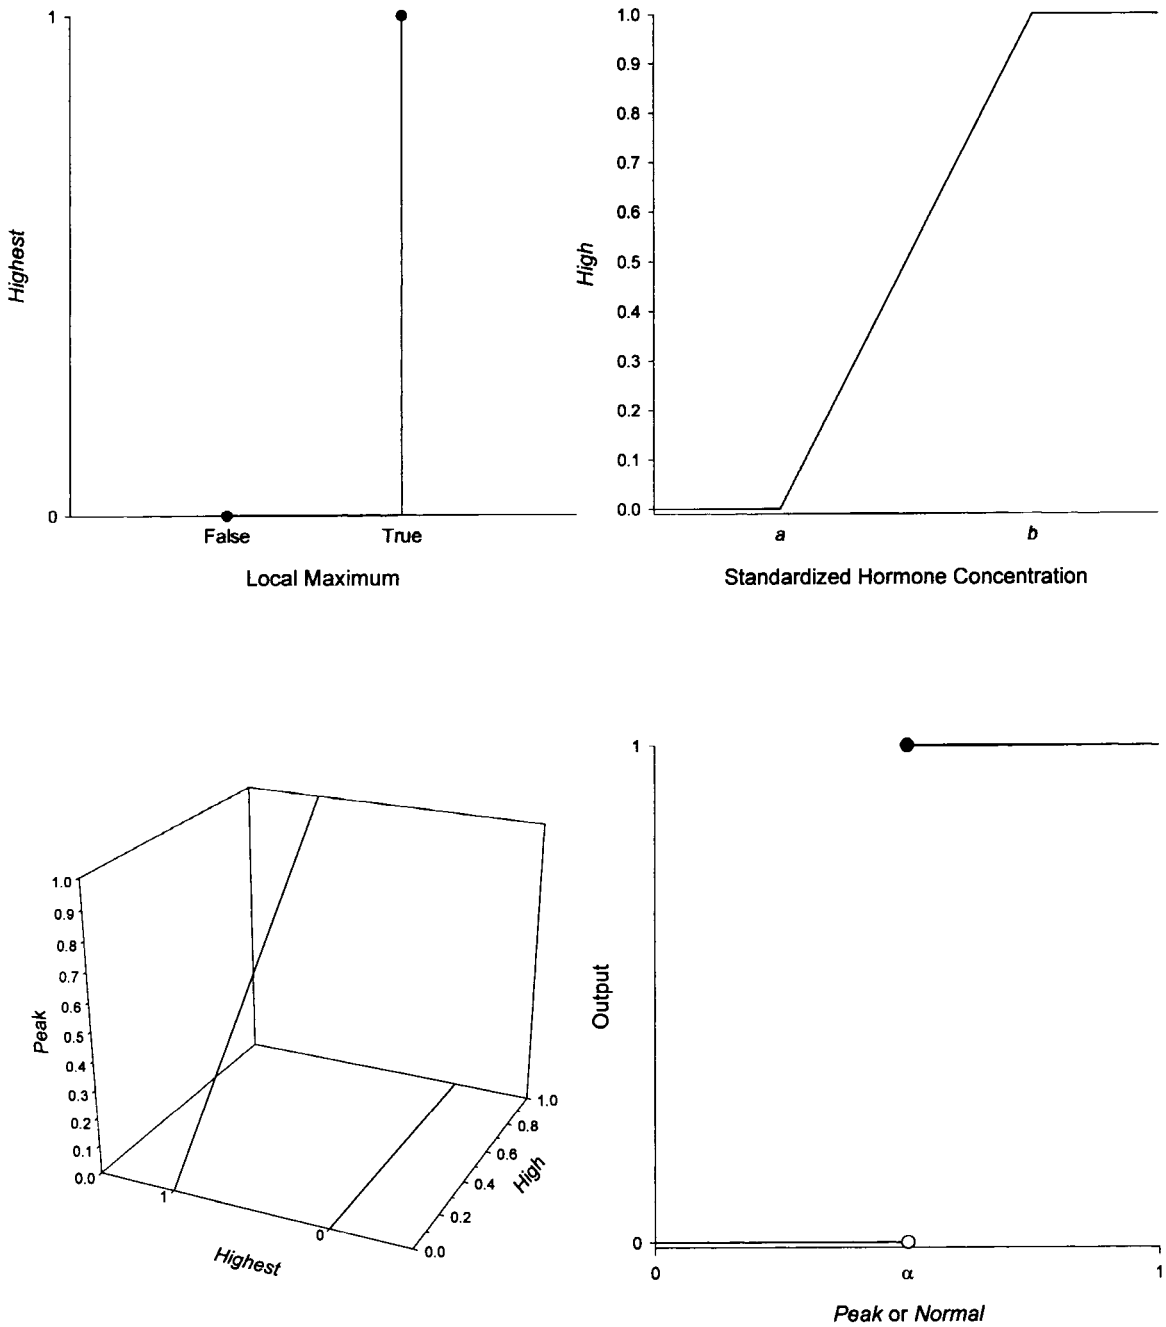 1
Highest
0
False
True
Local Maximum
1.0
0.9
0.8
0.7
0.6
0.5
0.4
0.3
0.2
0.1
0.0
High
a
b
Standardized Hormone Concentration
1.0
0.9
0.8
0.7
0.6
0.5
0.4
0.3
0.2
0.1
0.0
Peak
1
0
Highest
0.0
0.2
0.4
0.6
0.8
1.0
High
1
Output
0
0
α
1
Peak or Normal